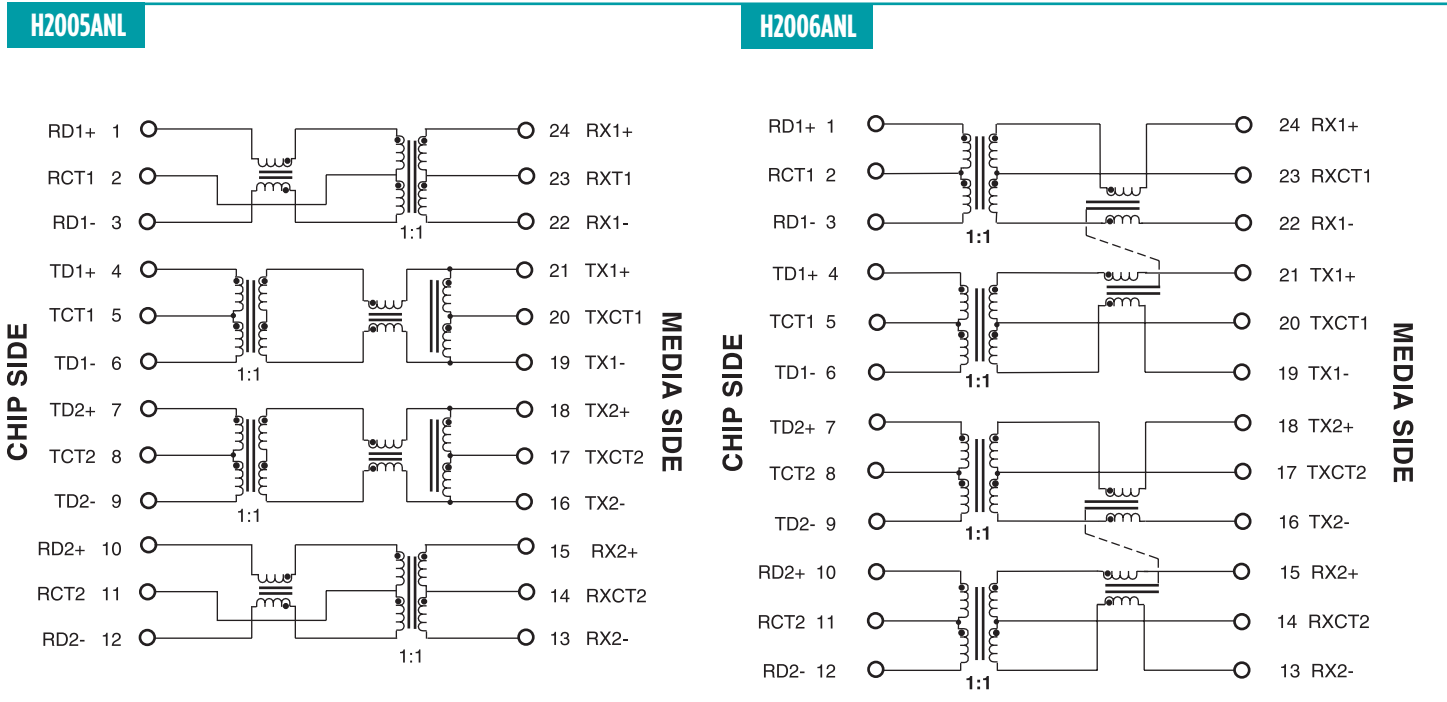 H2005ANL
RD1+ 1
RCT1 2
RD1- 3
TD1+ 4
TCT1 5
TD1- 6
TD2+ 7
TCT2 8
TD2- 9
RD2+ 10
RCT2 11
RD2- 12
24 RX1+
23 RXT1
22 RX1-
21 TX1+
20 TXCT1
19 TX1-
18 TX2+
17 TXCT2
16 TX2-
15 RX2+
14 RXCT2
13 RX2-
1:1
1:1
1:1
1:1
CHIP SIDE
MEDIA SIDE
H2006ANL
RD1+ 1
RCT1 2
RD1- 3
TD1+ 4
TCT1 5
TD1- 6
TD2+ 7
TCT2 8
TD2- 9
RD2+ 10
RCT2 11
RD2- 12
24 RX1+
23 RXCT1
22 RX1-
21 TX1+
20 TXCT1
19 TX1-
18 TX2+
17 TXCT2
16 TX2-
15 RX2+
14 RXCT2
13 RX2-
1:1
1:1
1:1
1:1
CHIP SIDE
MEDIA SIDE